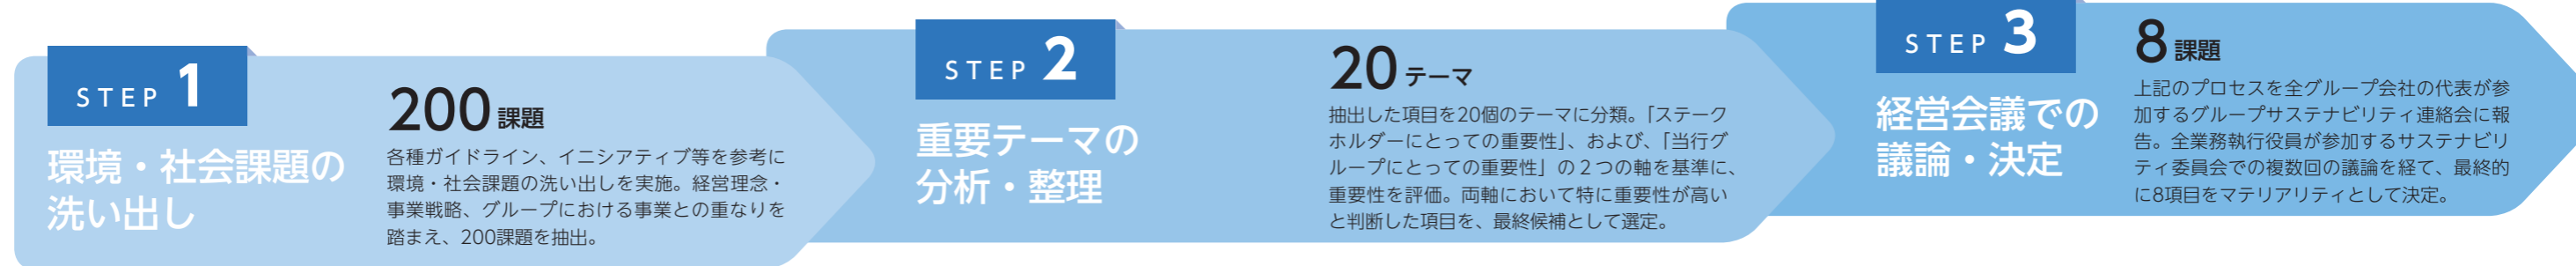 STEP 1
環境・社会課題の
洗い出し
200課題
各種ガイドライン、イニシアティブ等を参考に
環境・社会課題の洗い出しを実施。経営理念・
事業戦略、グループにおける事業との重なりを
踏まえ、200課題を抽出。
STEP 2
重要テーマの
分析・整理
20テーマ
抽出した項目を20個のテーマに分類。「ステーク
ホルダーにとっての重要性」、および、「当行グ
ループにとっての重要性」の２つの軸を基準に、
重要性を評価。両軸において特に重要性が高い
と判断した項目を、最終候補として選定。
STEP 3
経営会議での
議論・決定
8課題
上記のプロセスを全グループ会社の代表が参
加するグループサステナビリティ連絡会に報
告。全業務執行役員が参加するサステナビリ
ティ委員会での複数回の議論を経て、最終的
に8項目をマテリアリティとして決定。